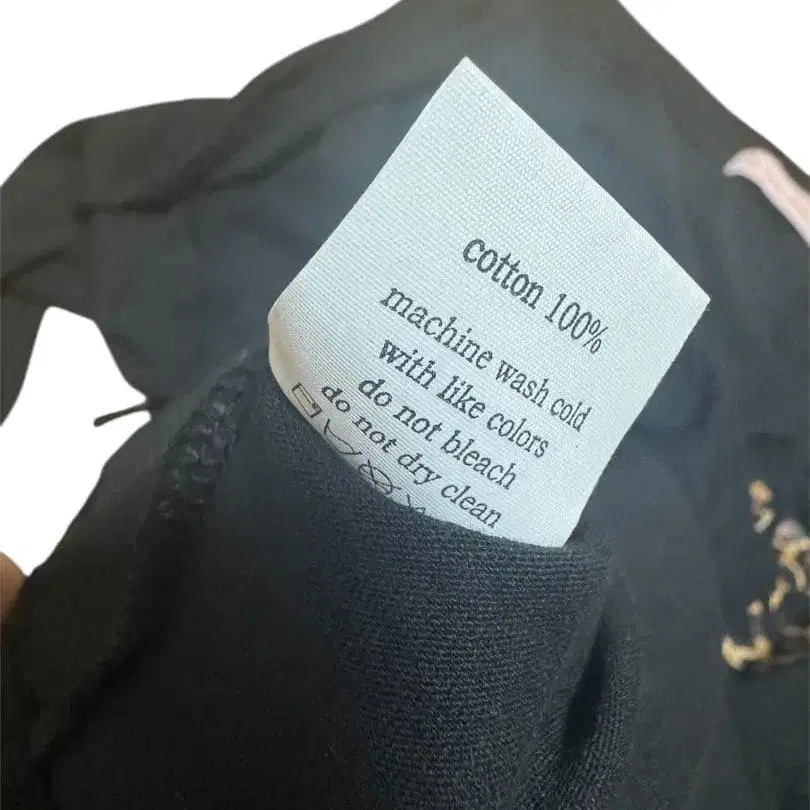 cotton 100%
machine wash cold
with like colors
do not bleach
do not dry clean